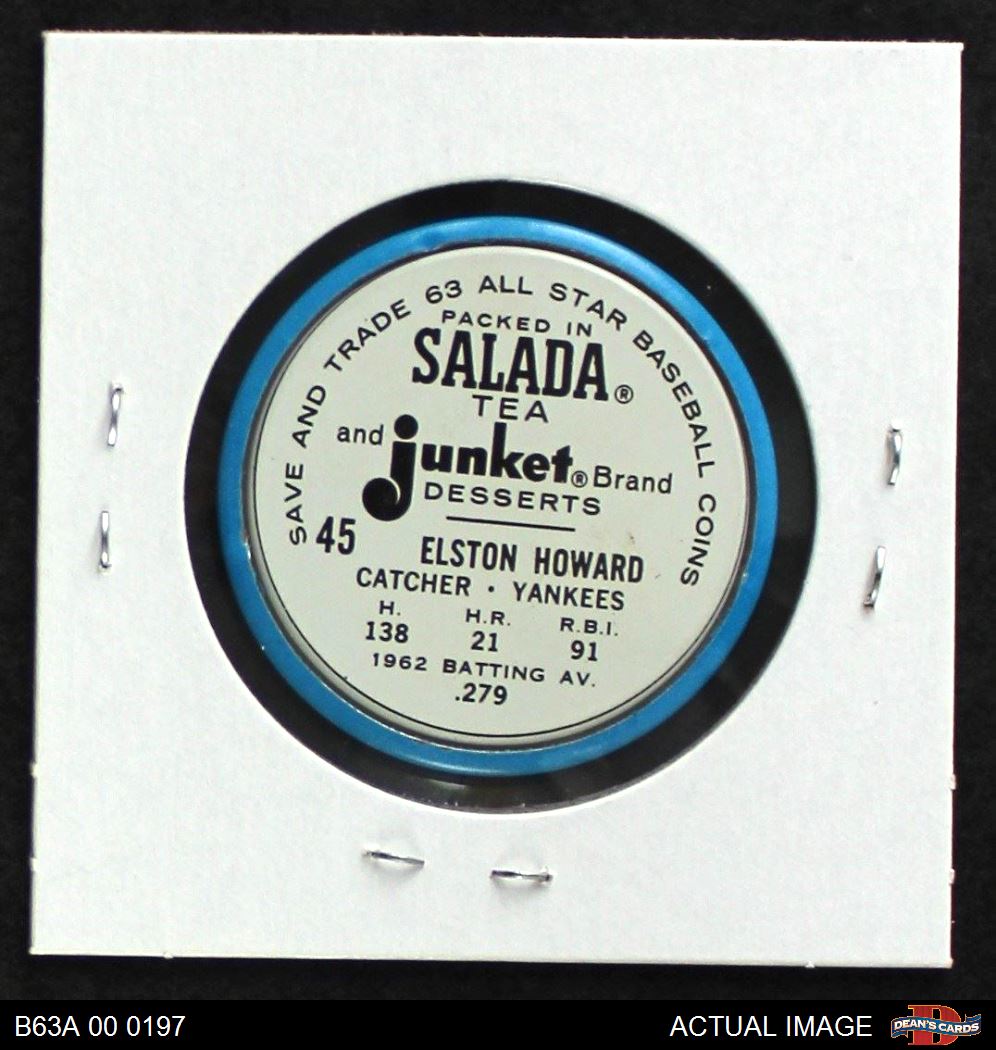 SAVE AND TRADE 63 ALL STAR BASEBALL COINS
PACKED IN
SALADA®
TEA
and junket® Brand
DESSERTS
45
ELSTON HOWARD
CATCHER · YANKEES
H. H.R. R.B.I.
138 21 91
1962 BATTING AV.
.279
B63A 00 0197
ACTUAL IMAGE
DEAN'S CARDS